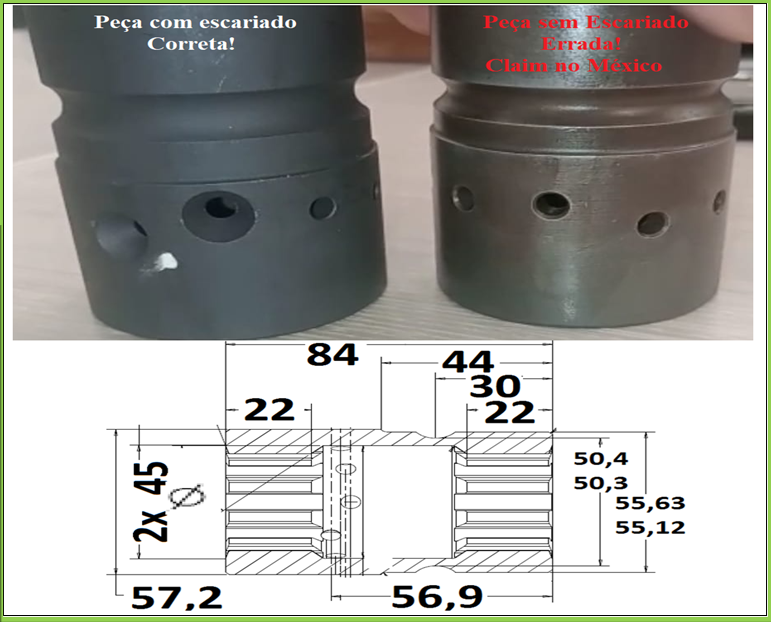 Peça com escariado
Correta!
Peça sem Escariado
Errada!
Claim no México
84
44
30
22
22
2x 45
Ø
50,4
50,3
55,63
55,12
57,2
56,9